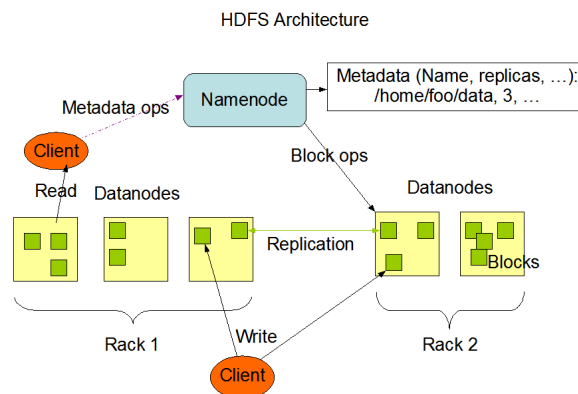 HDFS Architecture
Metadata (Name, replicas, …):
/home/foo/data, 3, …
Namenode
Metadata ops
Client
Block ops
Read
Datanodes
Datanodes
Replication
Blocks
Write
Rack 1
Rack 2
Client